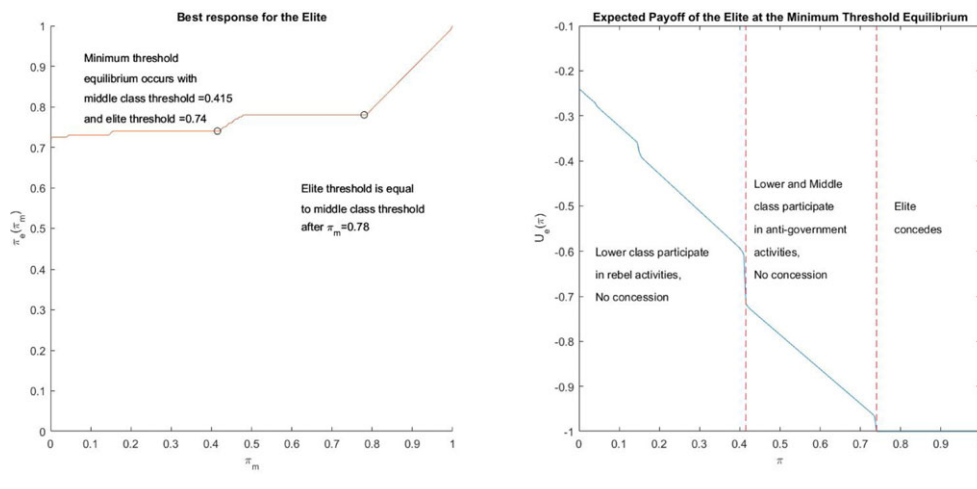 Best response for the Elite
1
0.9
0.8
0.7
0.6
0.5
0.4
0.3
0.2
0.1
0
π_e(π_m)
Minimum threshold
equilibrium occurs with
middle class threshold =0.415
and elite threshold =0.74
Elite threshold is equal
to middle class threshold
after π_m=0.78
0 0.1 0.2 0.3 0.4 0.5 0.6 0.7 0.8 0.9 1
π_m
Expected Payoff of the Elite at the Minimum Threshold Equilibrium
-0.1
-0.2
-0.3
-0.4
-0.5
-0.6
-0.7
-0.8
-0.9
-1
U_e(π)
Lower class participate
in rebel activities,
No concession
Lower and Middle
class participate
in anti-government
activities,
No concession
Elite
concedes
0 0.1 0.2 0.3 0.4 0.5 0.6 0.7 0.8 0.9
π